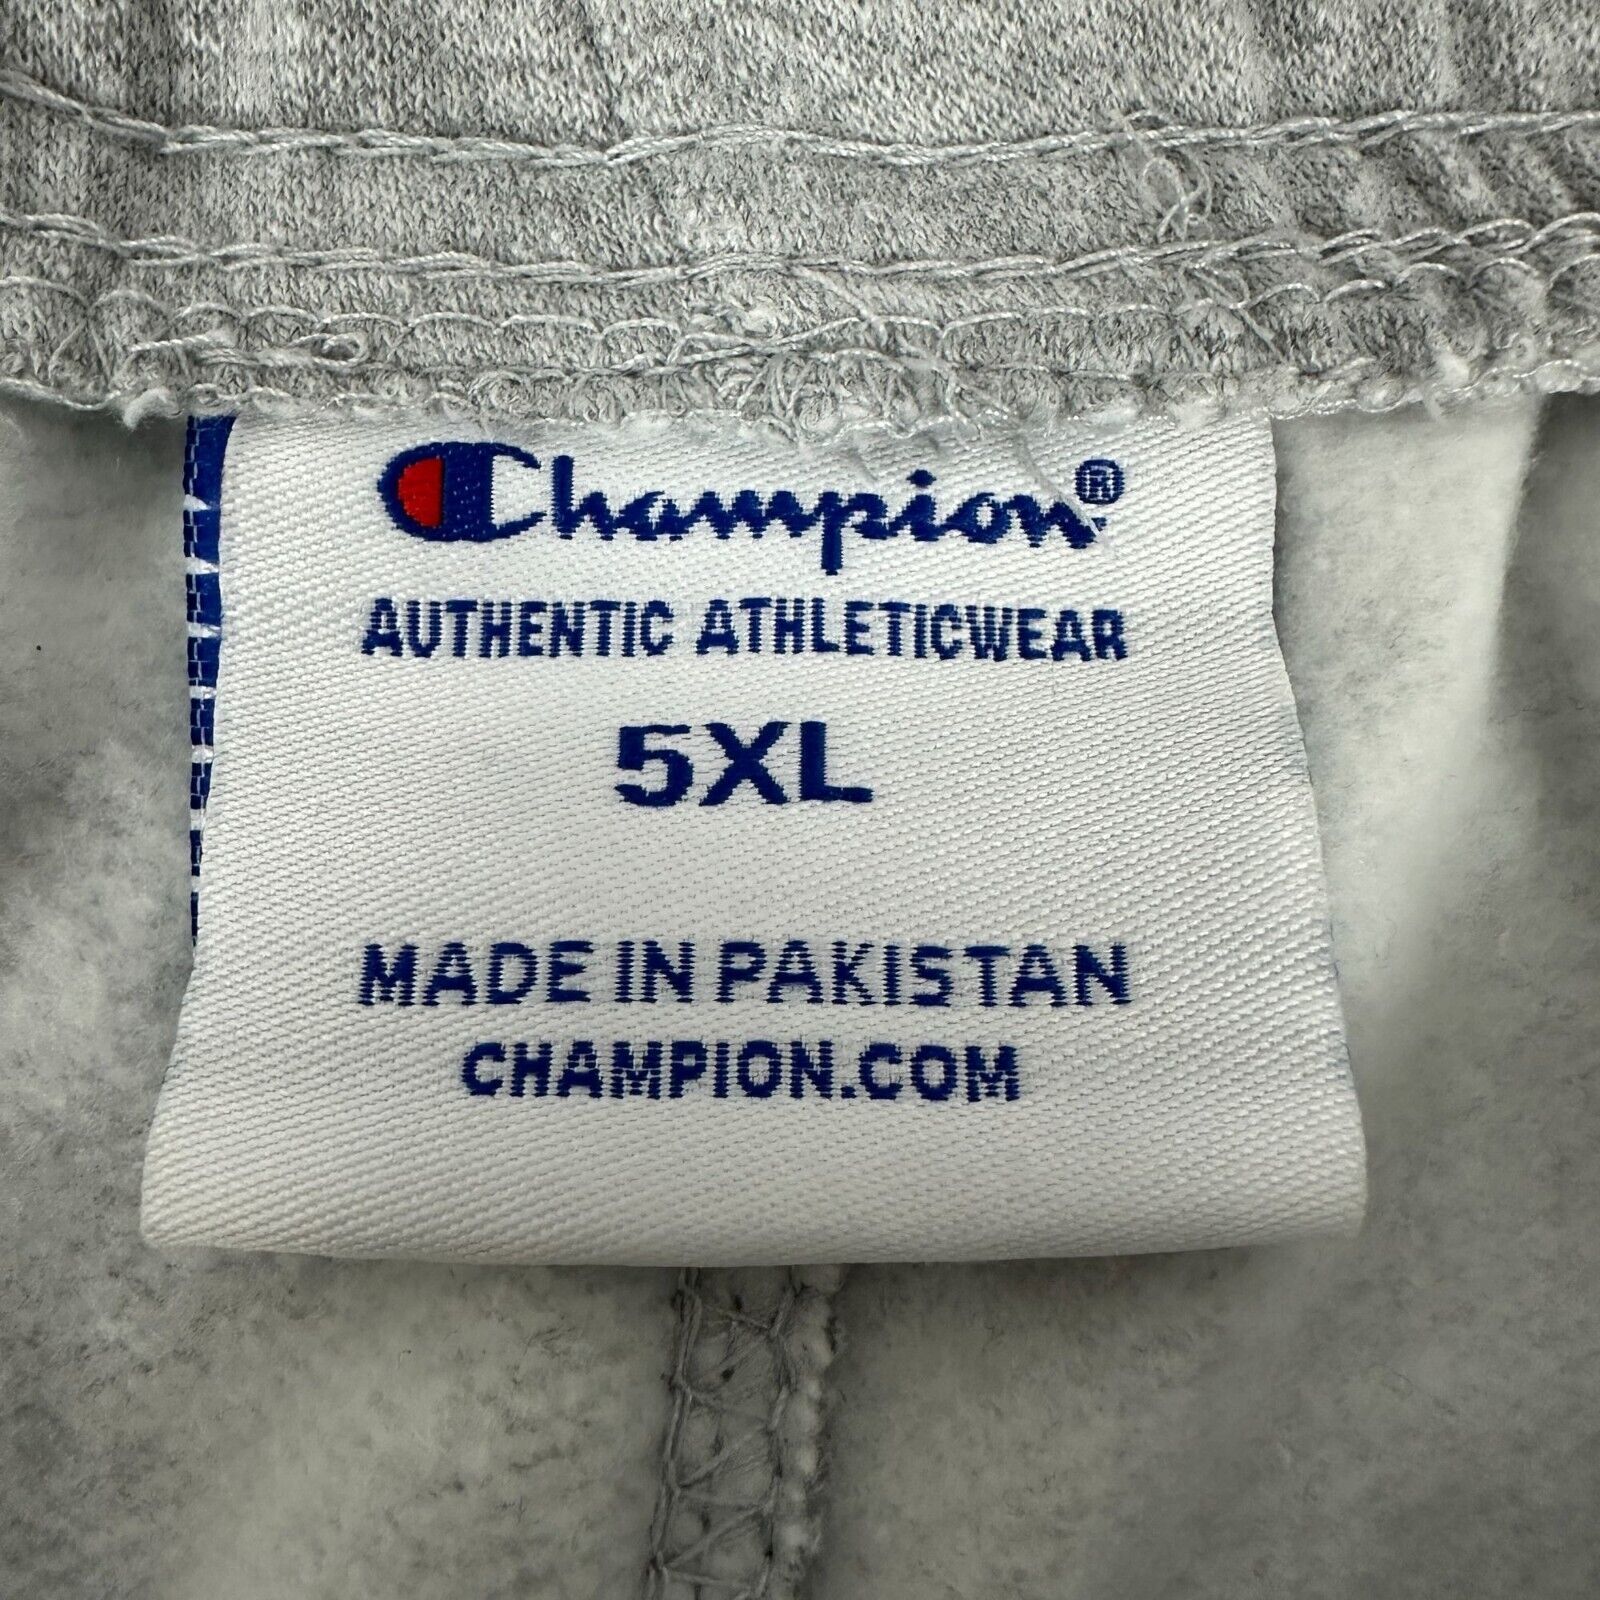 Champion®
AUTHENTIC ATHLETICWEAR
5XL
MADE IN PAKISTAN
CHAMPION.COM